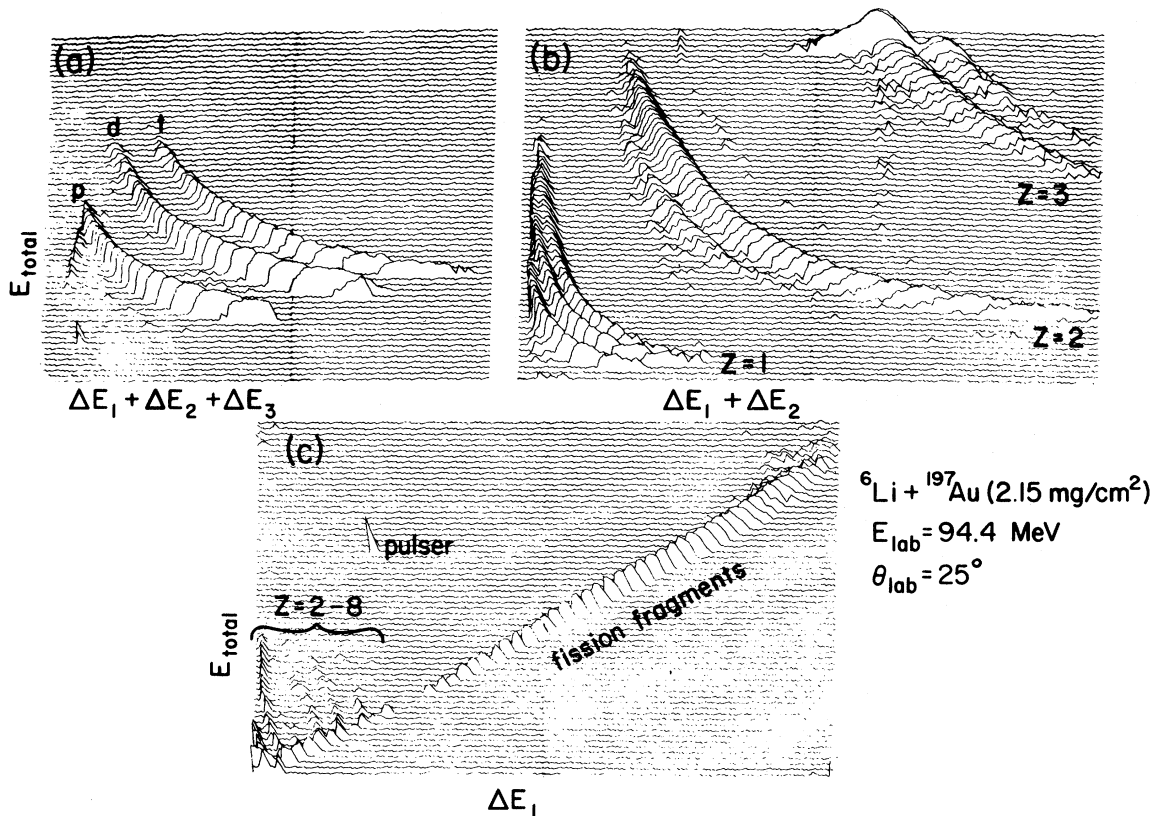 (a)
p
d
t
E_total
ΔE₁ + ΔE₂ + ΔE₃
(b)
Z=1
Z=2
Z=3
ΔE₁ + ΔE₂
(c)
pulser
Z=2-8
fission fragments
E_total
ΔE₁
⁶Li + ¹⁹⁷Au (2.15 mg/cm²)
E_lab = 94.4 MeV
θ_lab = 25°